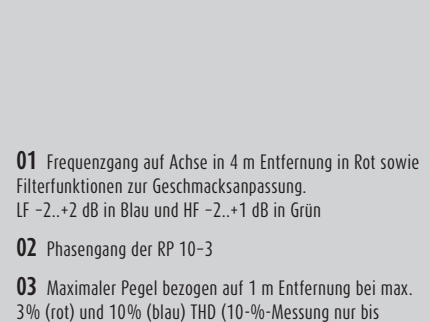 01 Frequenzgang auf Achse in 4 m Entfernung in Rot sowie
Filterfunktionen zur Geschmacksanpassung.
LF –2..+2 dB in Blau und HF –2..+1 dB in Grün
02 Phasengang der RP 10–3
03 Maximaler Pegel bezogen auf 1 m Entfernung bei max.
3% (rot) und 10% (blau) THD (10-%-Messung nur bis